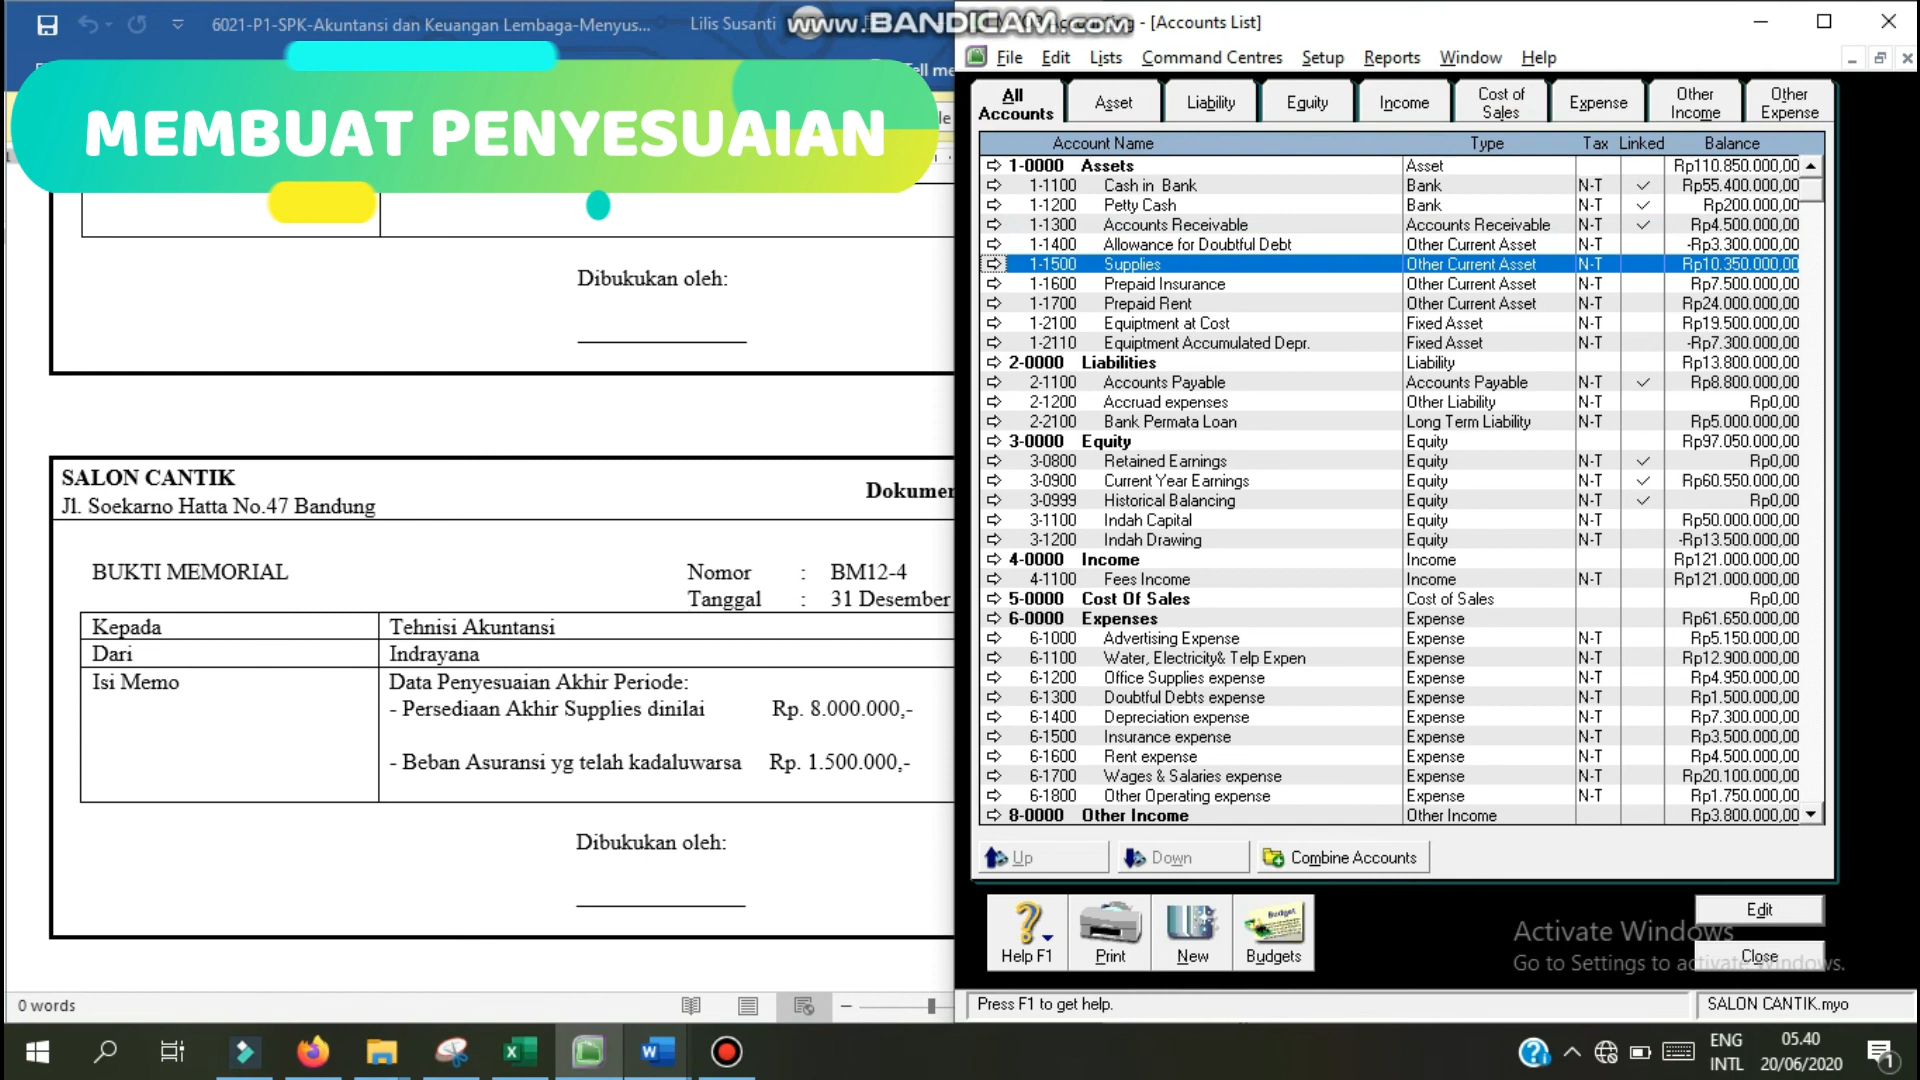 6021-P1-SPK-Akuntansi dan Keuangan Lembaga-Menyus...
Lilis Susanti
www.BANDICAM.com
- [Accounts List]
MEMBUAT PENYESUAIAN
Dibukukan oleh:
SALON CANTIK
Jl. Soekarno Hatta No.47 Bandung
Dokumen
BUKTI MEMORIAL
Nomor : BM12-4
Tanggal : 31 Desember
Kepada Tehnisi Akuntansi
Dari Indrayana
Isi Memo Data Penyesuaian Akhir Periode:
- Persediaan Akhir Supplies dinilai Rp. 8.000.000,-
- Beban Asuransi yg telah kadaluwarsa Rp. 1.500.000,-
Dibukukan oleh:
0 words
File Edit Lists Command Centres Setup Reports Window Help
All Accounts Asset Liability Equity Income Cost of Sales Expense Other Income Other Expense
Account Name Type Tax Linked Balance
1-0000 Assets Asset Rp110.850.000,00
1-1100 Cash in Bank Bank N-T Rp55.400.000,00
1-1200 Petty Cash Bank N-T Rp200.000,00
1-1300 Accounts Receivable Accounts Receivable N-T Rp4.500.000,00
1-1400 Allowance for Doubtful Debt Other Current Asset N-T -Rp3.300.000,00
1-1500 Supplies Other Current Asset N-T Rp10.350.000,00
1-1600 Prepaid Insurance Other Current Asset N-T Rp7.500.000,00
1-1700 Prepaid Rent Other Current Asset N-T Rp24.000.000,00
1-2100 Equiptment at Cost Fixed Asset N-T Rp19.500.000,00
1-2110 Equiptment Accumulated Depr. Fixed Asset N-T -Rp7.300.000,00
2-0000 Liabilities Liability Rp13.800.000,00
2-1100 Accounts Payable Accounts Payable N-T Rp8.800.000,00
2-1200 Accruad expenses Other Liability N-T Rp0,00
2-2100 Bank Permata Loan Long Term Liability N-T Rp5.000.000,00
3-0000 Equity Equity Rp97.050.000,00
3-0800 Retained Earnings Equity N-T Rp0,00
3-0900 Current Year Earnings Equity N-T Rp60.550.000,00
3-0999 Historical Balancing Equity N-T Rp0,00
3-1100 Indah Capital Equity N-T Rp50.000.000,00
3-1200 Indah Drawing Equity N-T -Rp13.500.000,00
4-0000 Income Income Rp121.000.000,00
4-1100 Fees Income Income N-T Rp121.000.000,00
5-0000 Cost Of Sales Cost of Sales Rp0,00
6-0000 Expenses Expense Rp61.650.000,00
6-1000 Advertising Expense Expense N-T Rp5.150.000,00
6-1100 Water, Electricity& Telp Expen Expense N-T Rp12.900.000,00
6-1200 Office Supplies expense Expense N-T Rp4.950.000,00
6-1300 Doubtful Debts expense Expense N-T Rp1.500.000,00
6-1400 Depreciation expense Expense N-T Rp7.300.000,00
6-1500 Insurance expense Expense N-T Rp3.500.000,00
6-1600 Rent expense Expense N-T Rp4.500.000,00
6-1700 Wages & Salaries expense Expense N-T Rp20.100.000,00
6-1800 Other Operating expense Expense N-T Rp1.750.000,00
8-0000 Other Income Other Income Rp3.800.000,00
Up Down Combine Accounts
Help F1 Print New Budgets
Edit
Close
Activate Windows
Go to Settings to activate Windows.
Press F1 to get help. SALON CANTIK.myo
ENG INTL
05.40
20/06/2020
1